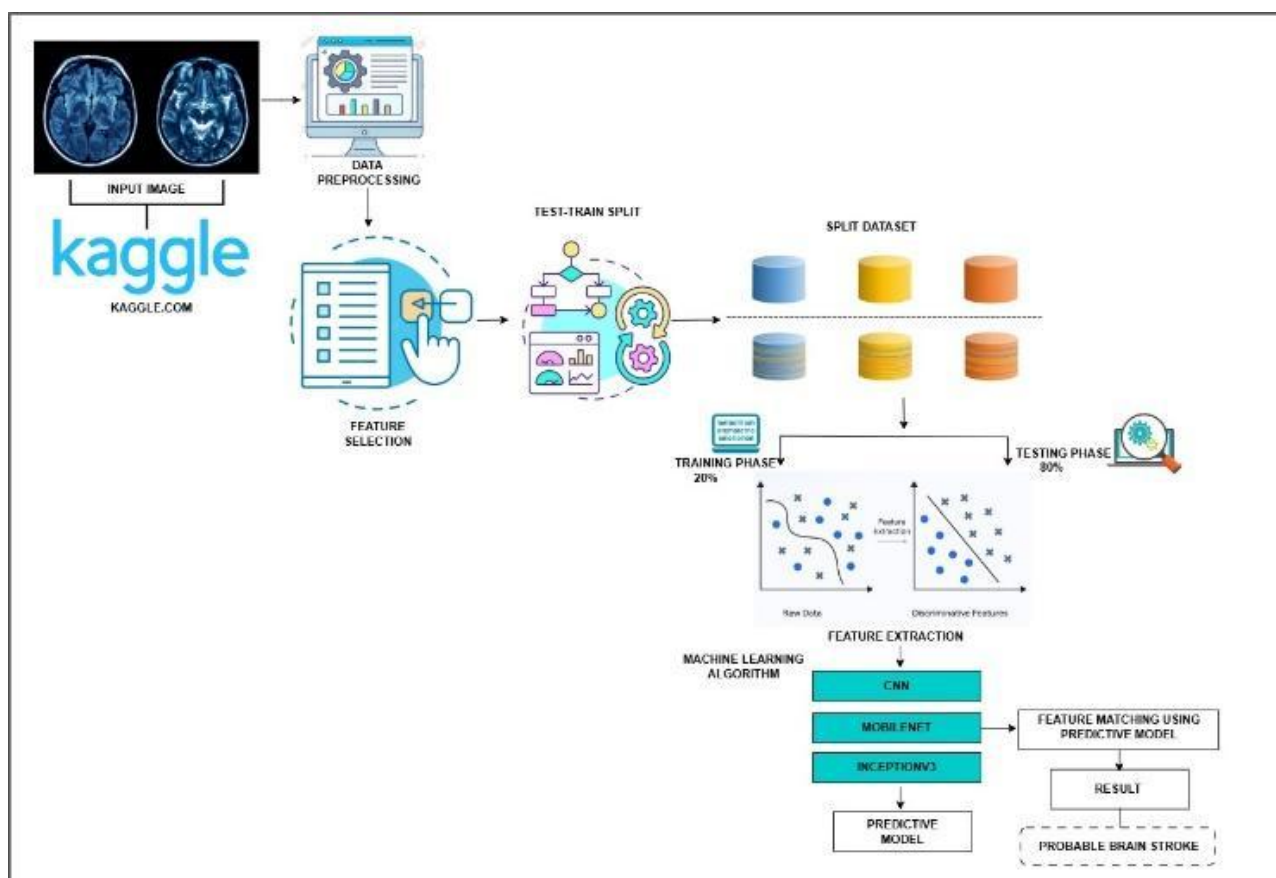 INPUT IMAGE
kaggle
KAGGLE.COM
DATA
PREPROCESSING
FEATURE
SELECTION
TEST-TRAIN SPLIT
SPLIT DATASET
TRAINING PHASE
20%
TESTING PHASE
80%
Feature
Extraction
Raw Data
Discriminative Features
FEATURE EXTRACTION
MACHINE LEARNING
ALGORITHM
CNN
MOBILENET
INCEPTIONV3
PREDICTIVE
MODEL
FEATURE MATCHING USING
PREDICTIVE MODEL
RESULT
PROBABLE BRAIN STROKE